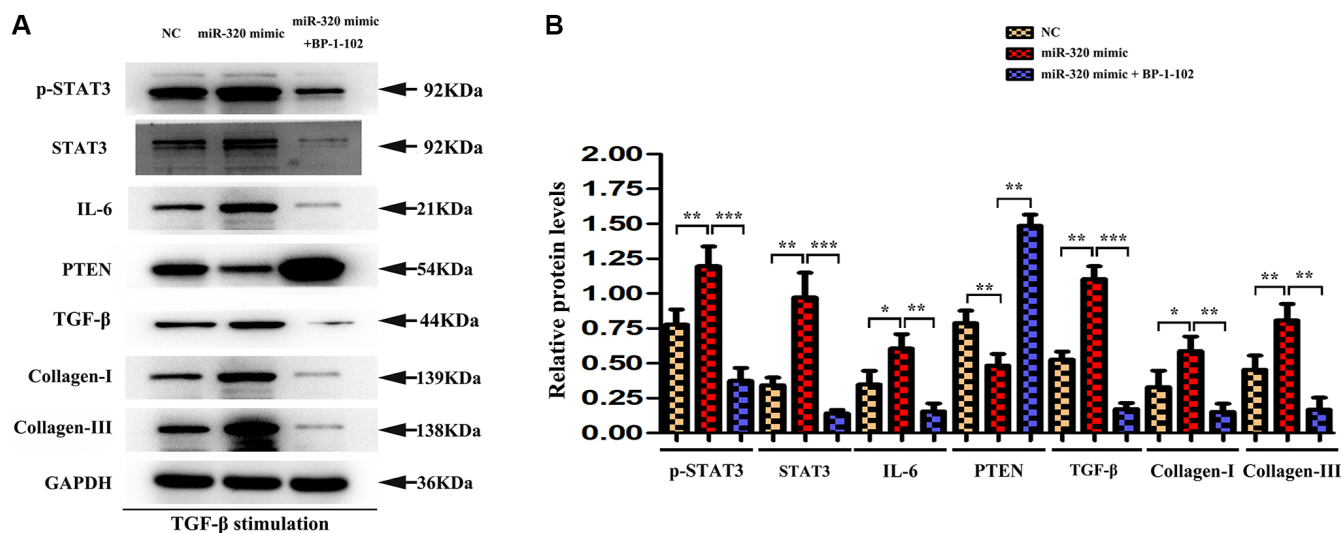 A
NC miR-320 mimic miR-320 mimic
+BP-1-102
p-STAT3 92KDa
STAT3 92KDa
IL-6 21KDa
PTEN 54KDa
TGF-β 44KDa
Collagen-I 139KDa
Collagen-III 138KDa
GAPDH 36KDa
TGF-β stimulation
B
NC
miR-320 mimic
miR-320 mimic + BP-1-102
Relative protein levels
2.00
1.75
1.50
1.25
1.00
0.75
0.50
0.25
0.00
** ***
** ***
* **
** **
** ***
* **
** **
p-STAT3 STAT3 IL-6 PTEN TGF-β Collagen-I Collagen-III